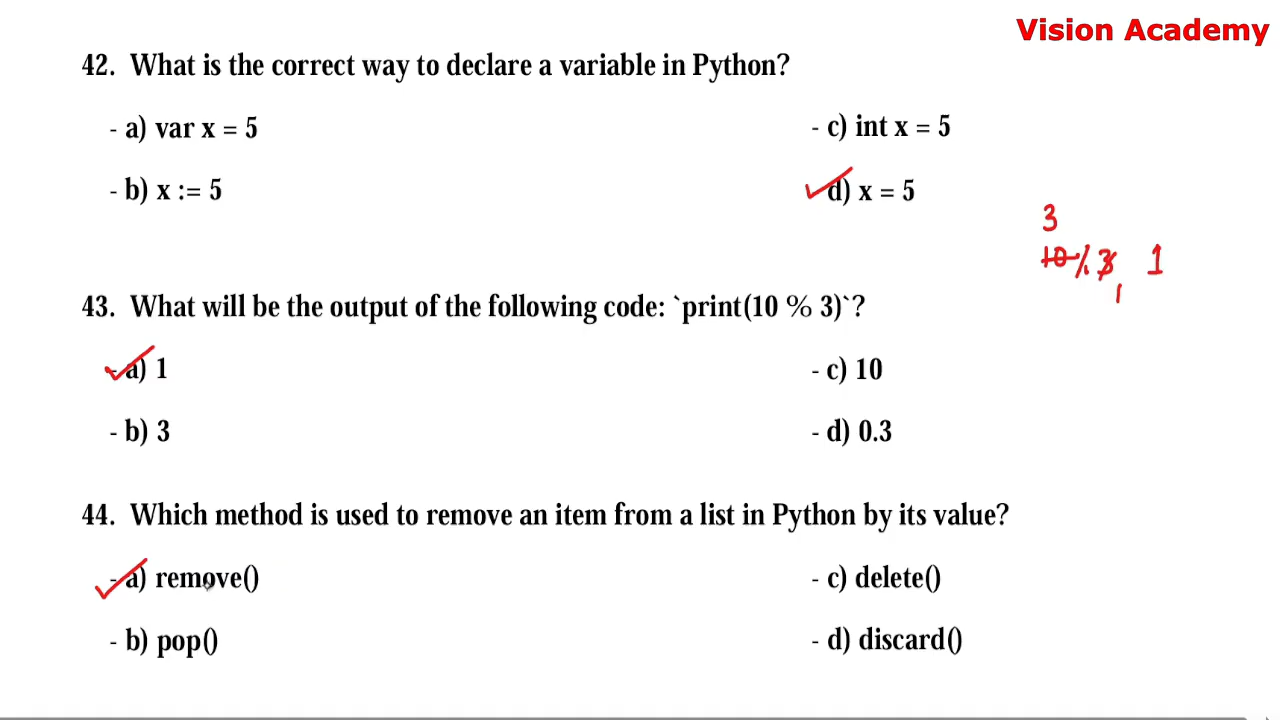 Vision Academy
42. What is the correct way to declare a variable in Python?
- a) var x = 5
- c) int x = 5
- b) x := 5
- d) x = 5
3
10 % 3 1
1
43. What will be the output of the following code: `print(10 % 3)`?
- a) 1
- c) 10
- b) 3
- d) 0.3
44. Which method is used to remove an item from a list in Python by its value?
- a) remove()
- c) delete()
- b) pop()
- d) discard()